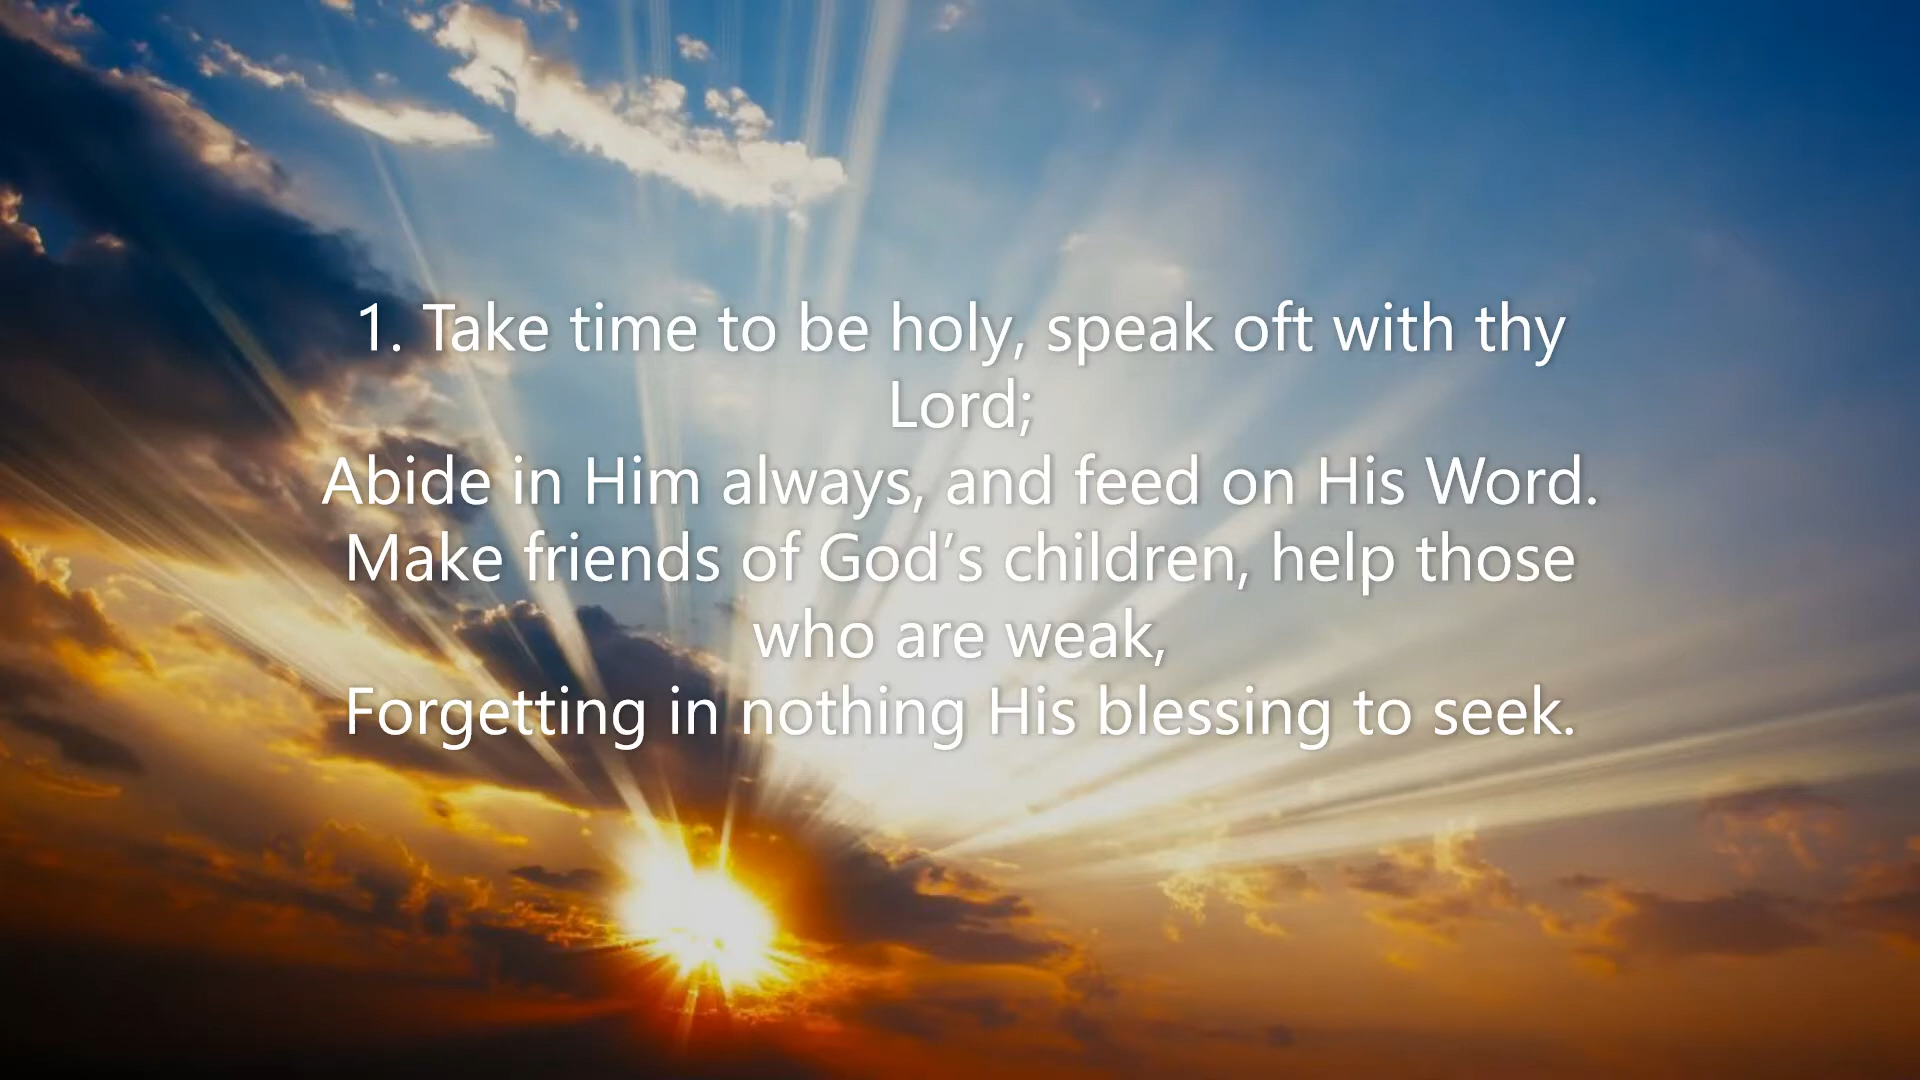 1. Take time to be holy, speak oft with thy
Lord;
Abide in Him always, and feed on His Word.
Make friends of God’s children, help those
who are weak,
Forgetting in nothing His blessing to seek.